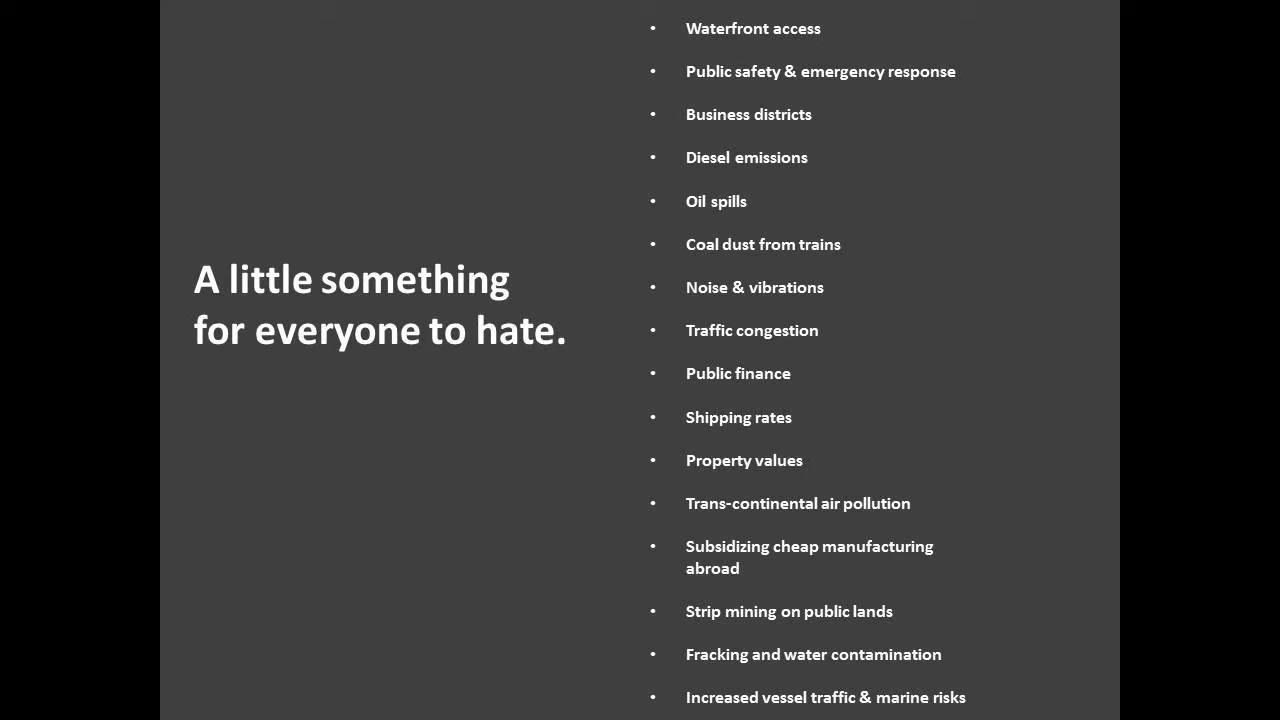 A little something
for everyone to hate.
• Waterfront access
• Public safety & emergency response
• Business districts
• Diesel emissions
• Oil spills
• Coal dust from trains
• Noise & vibrations
• Traffic congestion
• Public finance
• Shipping rates
• Property values
• Trans-continental air pollution
• Subsidizing cheap manufacturing
abroad
• Strip mining on public lands
• Fracking and water contamination
• Increased vessel traffic & marine risks